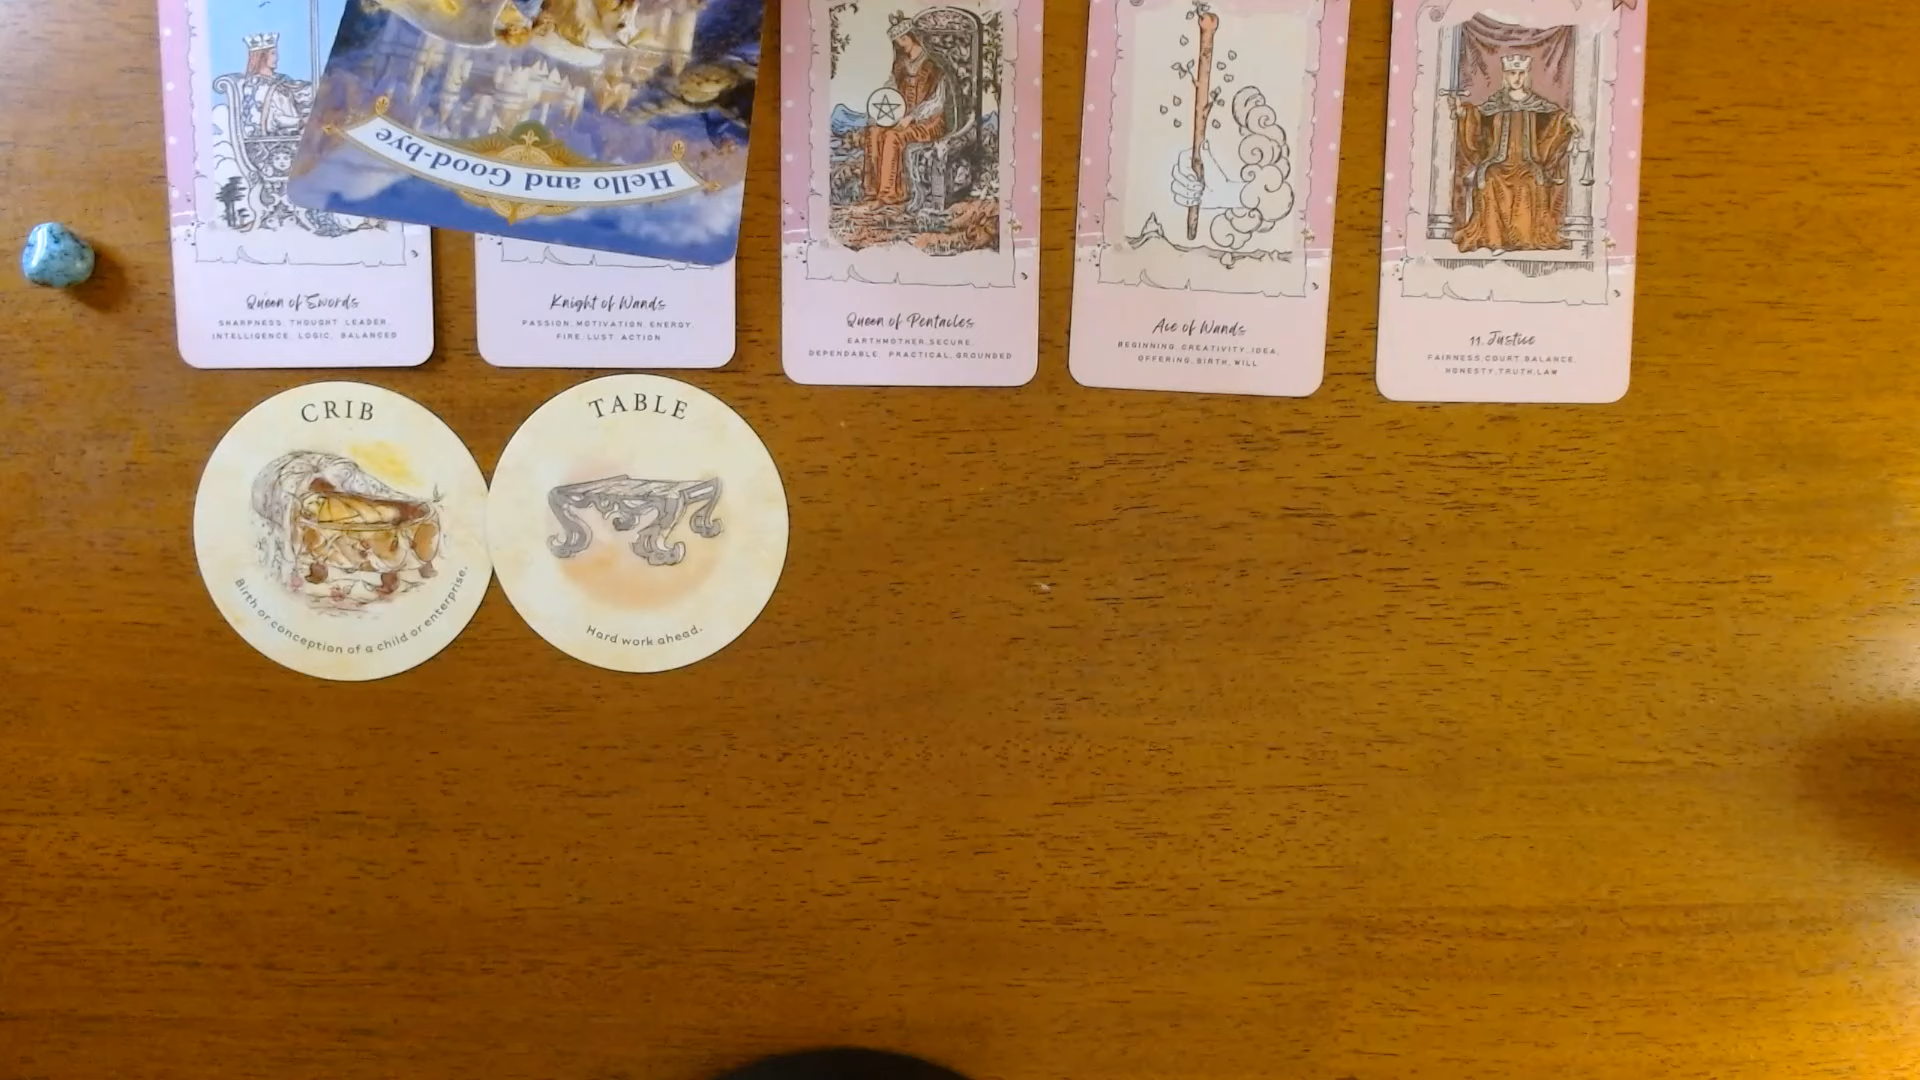 Hello and Good-bye
Queen of Swords
SHARPNESS, THOUGHT LEADER,
INTELLIGENCE, LOGIC, BALANCED
Knight of Wands
PASSION, MOTIVATION, ENERGY,
FIRE, LUST, ACTION
Queen of Pentacles
EARTHMOTHER, SECURE,
DEPENDABLE, PRACTICAL, GROUNDED
Ace of Wands
BEGINNING, CREATIVITY, IDEA,
OFFERING, BIRTH, WILL
11. Justice
FAIRNESS, COURT, BALANCE,
HONESTY, TRUTH, LAW
CRIB
Birth or conception of a child or enterprise.
TABLE
Hard work ahead.